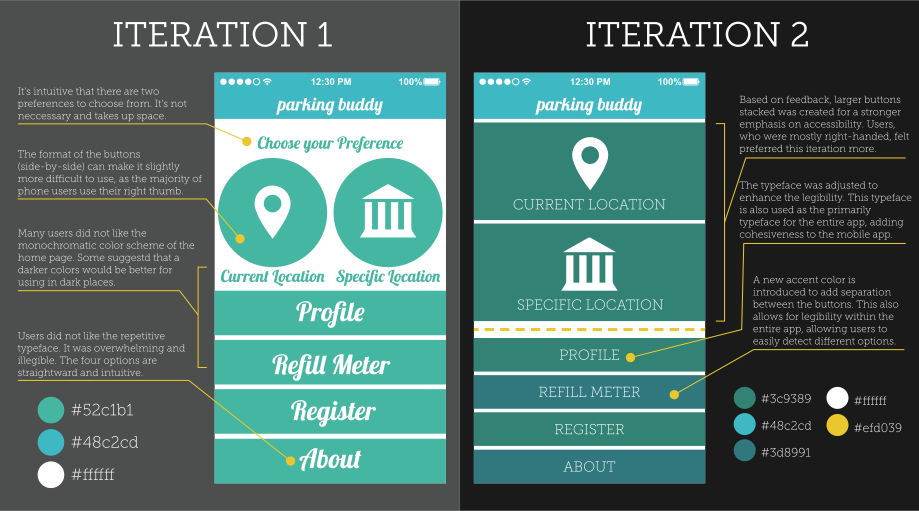 ITERATION 1
It's intuitive that there are two
preferences to choose from. It's not
neccessary and takes up space.
The format of the buttons
(side-by-side) can make it slightly
more difficult to use, as the majority of
phone users use their right thumb.
Many users did not like the
monochromatic color scheme of the
home page. Some suggestd that a
darker colors would be better for
using in dark places.
Users did not like the repetitive
typeface. It was overwhelming and
illegible. The four options are
straightward and intuitive.
#52c1b1
#48c2cd
#ffffff
12:30 PM
100%
parking buddy
Choose your Preference
Current Location
Specific Location
Profile
Refill Meter
Register
About
ITERATION 2
12:30 PM
100%
parking buddy
CURRENT LOCATION
SPECIFIC LOCATION
PROFILE
REFILL METER
REGISTER
ABOUT
Based on feedback, larger buttons
stacked was created for a stronger
emphasis on accessibility. Users,
who were mostly right-handed, felt
preferred this iteration more.
The typeface was adjusted to
enhance the legibility. This typeface
is also used as the primarily
typeface for the entire app, adding
cohesiveness to the mobile app.
A new accent color is
introduced to add separation
between the buttons. This also
allows for legibility within the
entire app, allowing users to
easily detect different options.
#3c9389
#48c2cd
#3d8991
#ffffff
#efd039